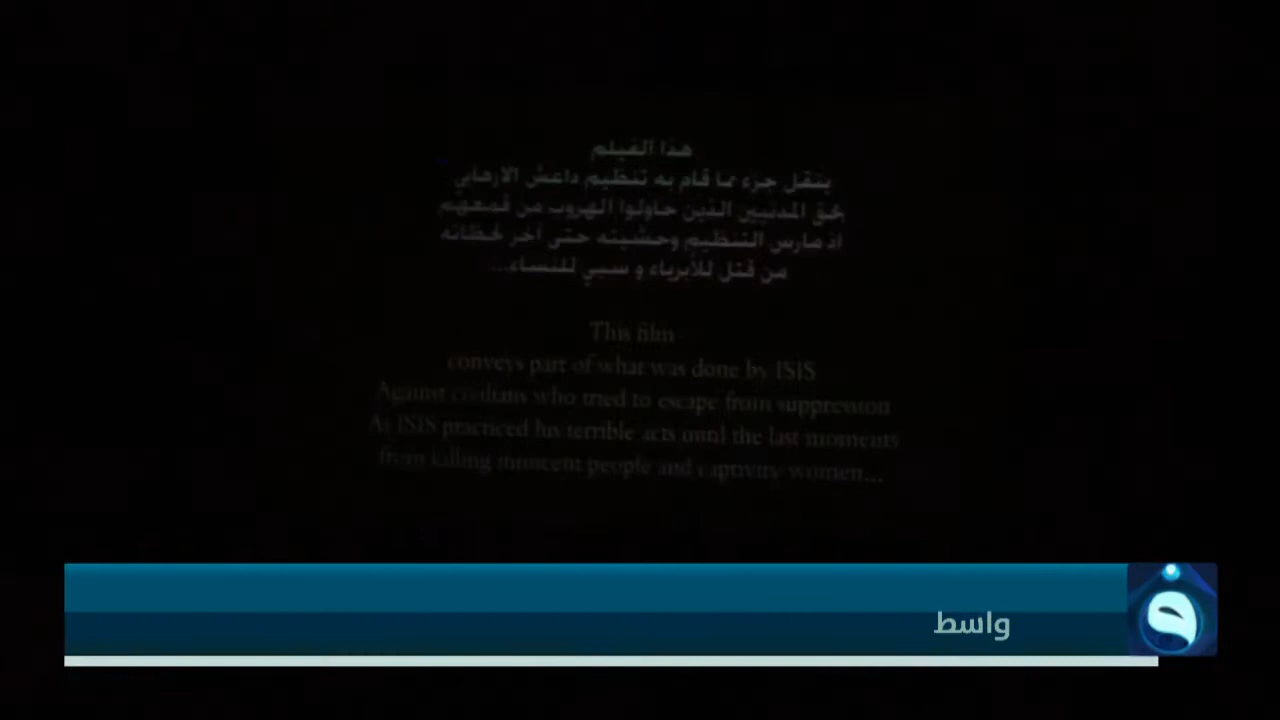 هذا الفيلم
ينقل جزء مما قام به تنظيم داعش الارهابي
بحق المدنيين الذين حاولوا الهروب من قمعهم
اذ مارس التنظيم وحشيته حتى آخر لحظاته
من قتل للأبرياء و سبي للنساء...
This film
conveys part of what was done by ISIS
Against civilians who tried to escape from suppression
As ISIS practiced his terrible acts until the last moments
from killing innocent people and captivity women...
واسط